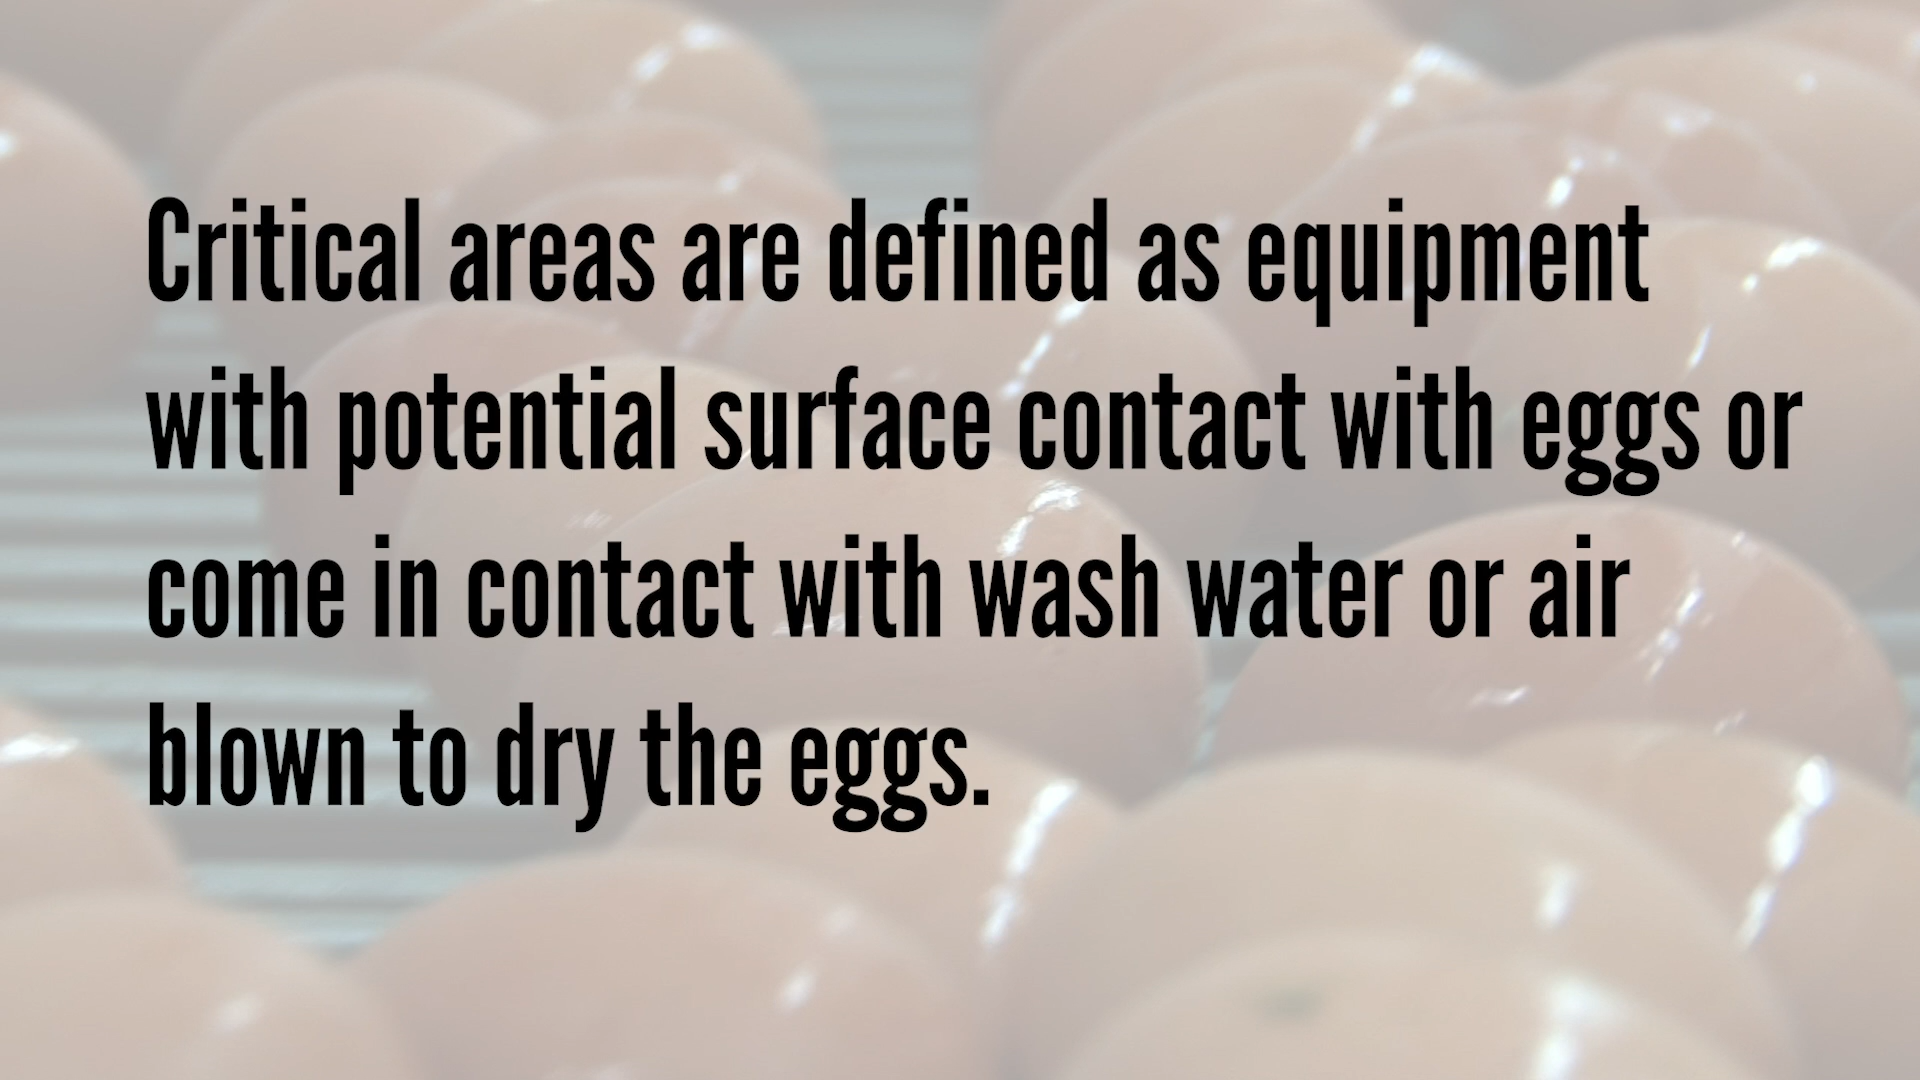 Critical areas are defined as equipment
with potential surface contact with eggs or
come in contact with wash water or air
blown to dry the eggs.